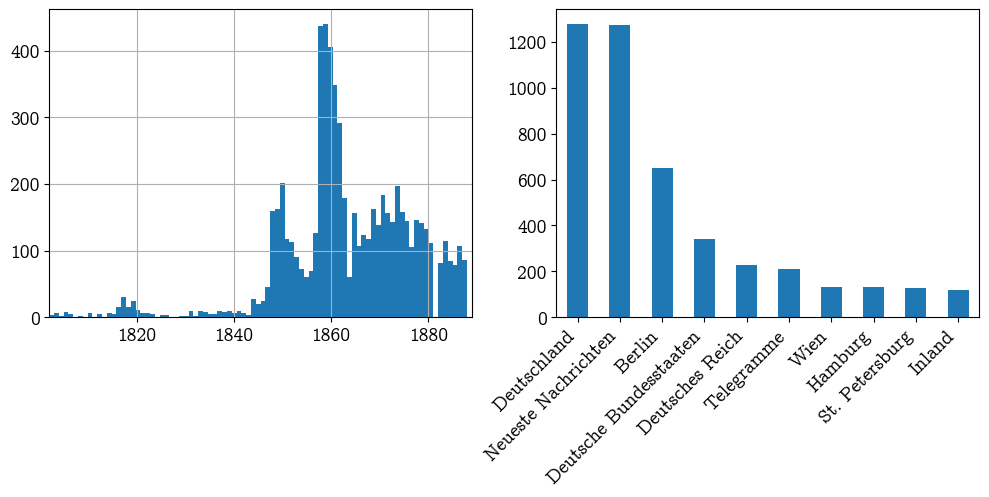 400
300
200
100
0
1820 1840 1860 1880
1200
1000
800
600
400
200
0
Deutschland
Neueste Nachrichten
Berlin
Deutsche Bundesstaaten
Deutsches Reich
Telegramme
Wien
Hamburg
St. Petersburg
Inland